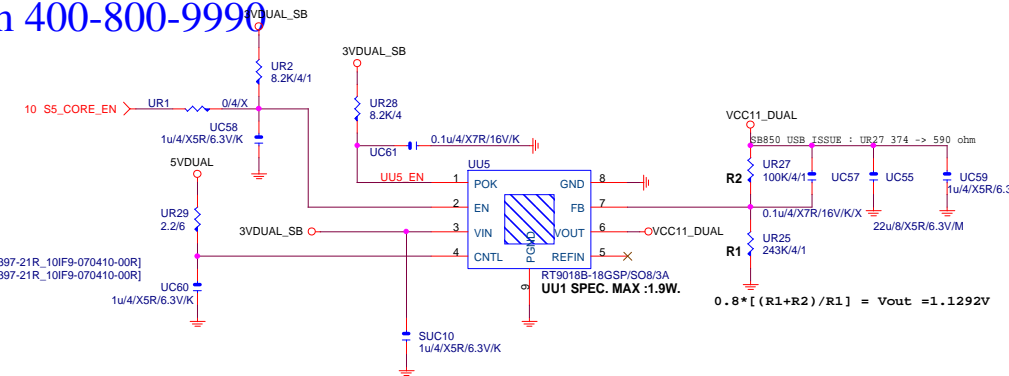 n 400-800-9990
3VDUAL_SB
UR2
8.2K/4/1
3VDUAL_SB
UR28
8.2K/4
10 S5_CORE_EN
UR1
0/4/X
UC58
1u/4/X5R/6.3V/K
UC61
0.1u/4/X7R/16V/K
VCC11_DUAL
SB850 USB ISSUE : UR27 374 -> 590 ohm
5VDUAL
UU5_EN
UU5
1 POK
GND 8
2 EN
FB 7
3 VIN
VOUT 6
4 CNTL
REFIN 5
PGND
9
R2
UR27
100K/4/1
UC57
UC55
UC59
1u/4/X5R/6.3
0.1u/4/X7R/16V/K/X
22u/8/X5R/6.3V/M
UR29
2.2/6
3VDUAL_SB
VCC11_DUAL
R1
UR25
243K/4/1
397-21R_10IF9-070410-00R]
397-21R_10IF9-070410-00R]
RT9018B-18GSP/SO8/3A
UU1 SPEC. MAX :1.9W.
UC60
1u/4/X5R/6.3V/K
0.8*[(R1+R2)/R1] = Vout =1.1292V
SUC10
1u/4/X5R/6.3V/K